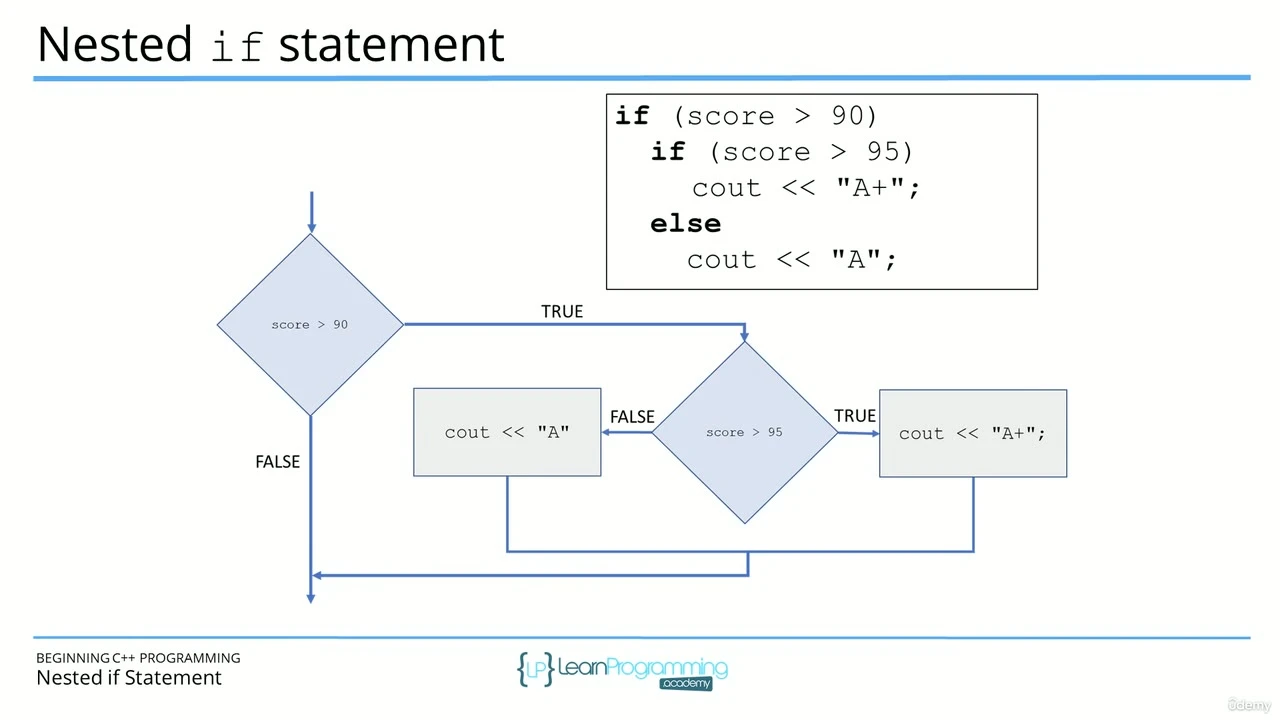 Nested if statement
if (score > 90)
if (score > 95)
cout << "A+";
else
cout << "A";
score > 90
TRUE
FALSE
cout << "A"
FALSE
score > 95
TRUE
cout << "A+";
BEGINNING C++ PROGRAMMING
Nested if Statement
{LP} LearnProgramming
.academy
ûdemy